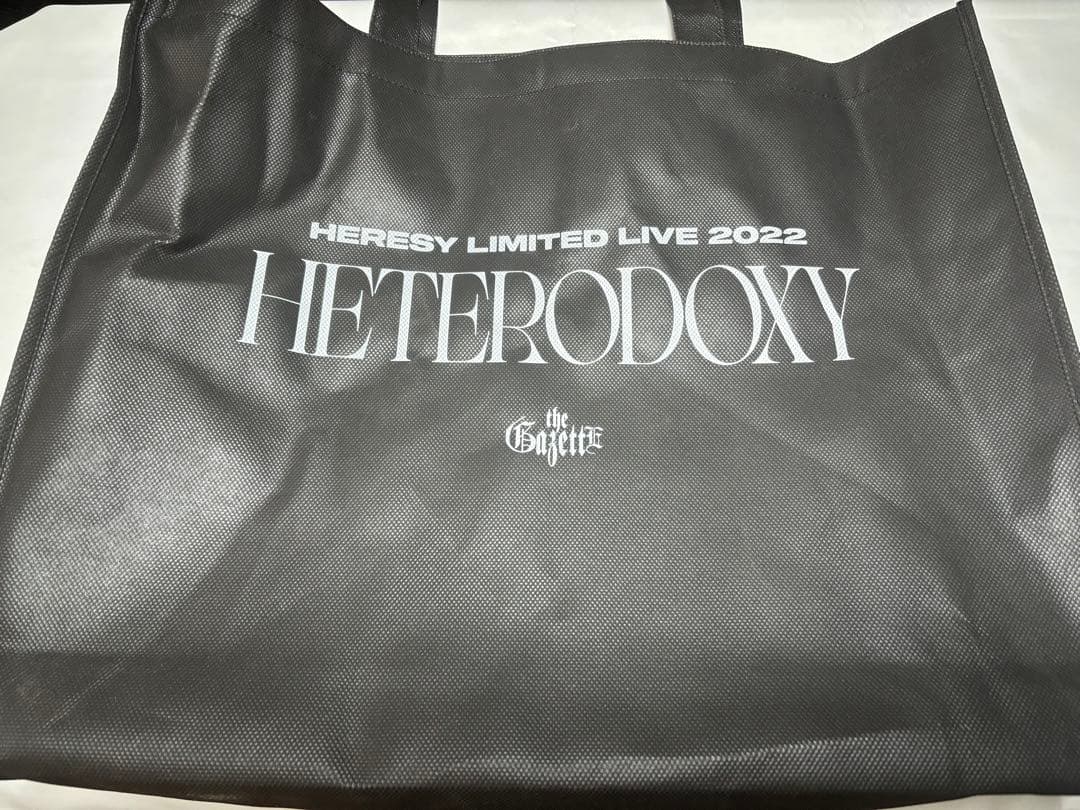 HERESY LIMITED LIVE 2022
HETERODOXY
the
GazettE